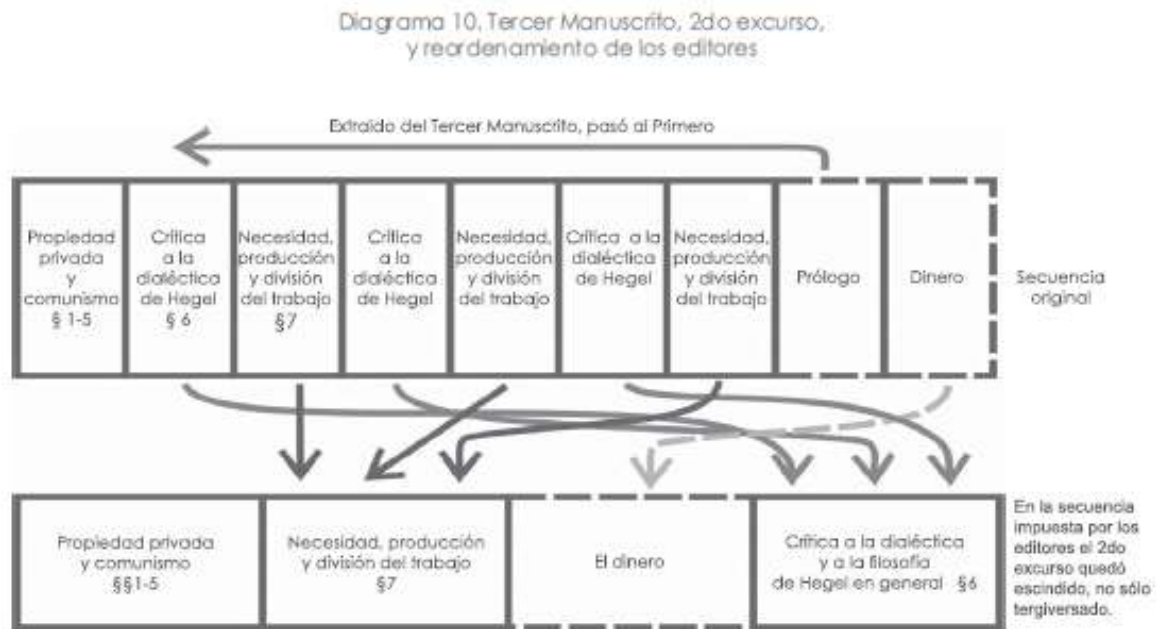 Diagrama 10. Tercer Manuscrito, 2do excurso,
y reordenamiento de los editores
Extraído del Tercer Manuscrito, pasó al Primero
Propiedad
privada
y
comunismo
§ 1-5
Crítica
a la
dialéctica
de Hegel
§ 6
Necesidad,
producción
y división
del trabajo
§7
Crítica
a la
dialéctica
de Hegel
Necesidad,
producción
y división
del trabajo
Crítica a la
dialéctica
de Hegel
Necesidad,
producción
y división
del trabajo
Prólogo
Dinero
Secuencia
original
Propiedad privada
y comunismo
§§1-5
Necesidad, producción
y división del trabajo
§7
El dinero
Crítica a la dialéctica
y a la filosofía
de Hegel en general §6
En la secuencia
impuesta por los
editores el 2do
excurso quedó
escindido, no sólo
tergiversado.